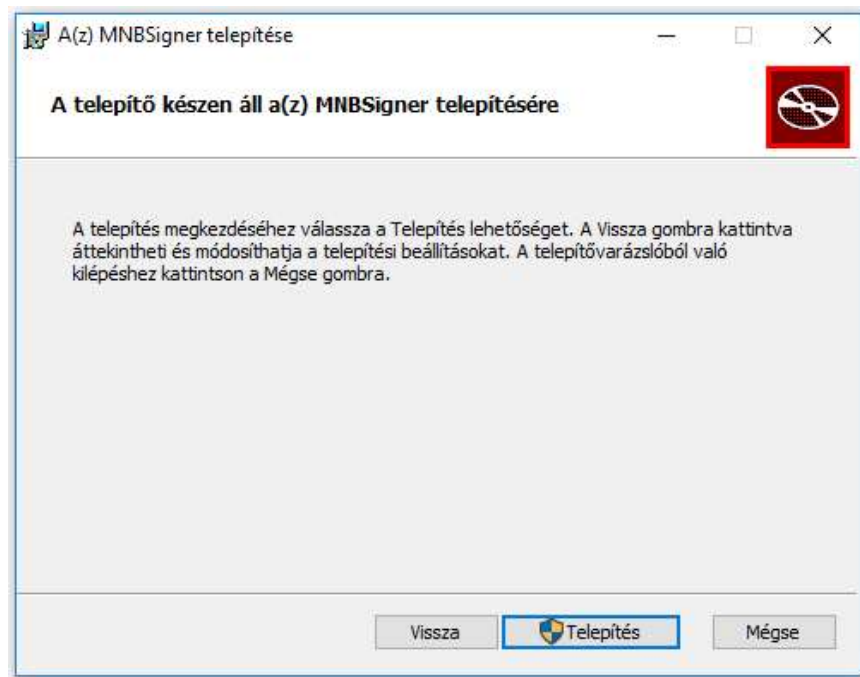 A(z) MNBSigner telepítése
A telepítő készen áll a(z) MNBSigner telepítésére
A telepítés megkezdéséhez válassza a Telepítés lehetőséget. A Vissza gombra kattintva
áttekintheti és módosíthatja a telepítési beállításokat. A telepítővarázslóból való
kilépéshez kattintson a Mégse gombra.
Vissza
Telepítés
Mégse